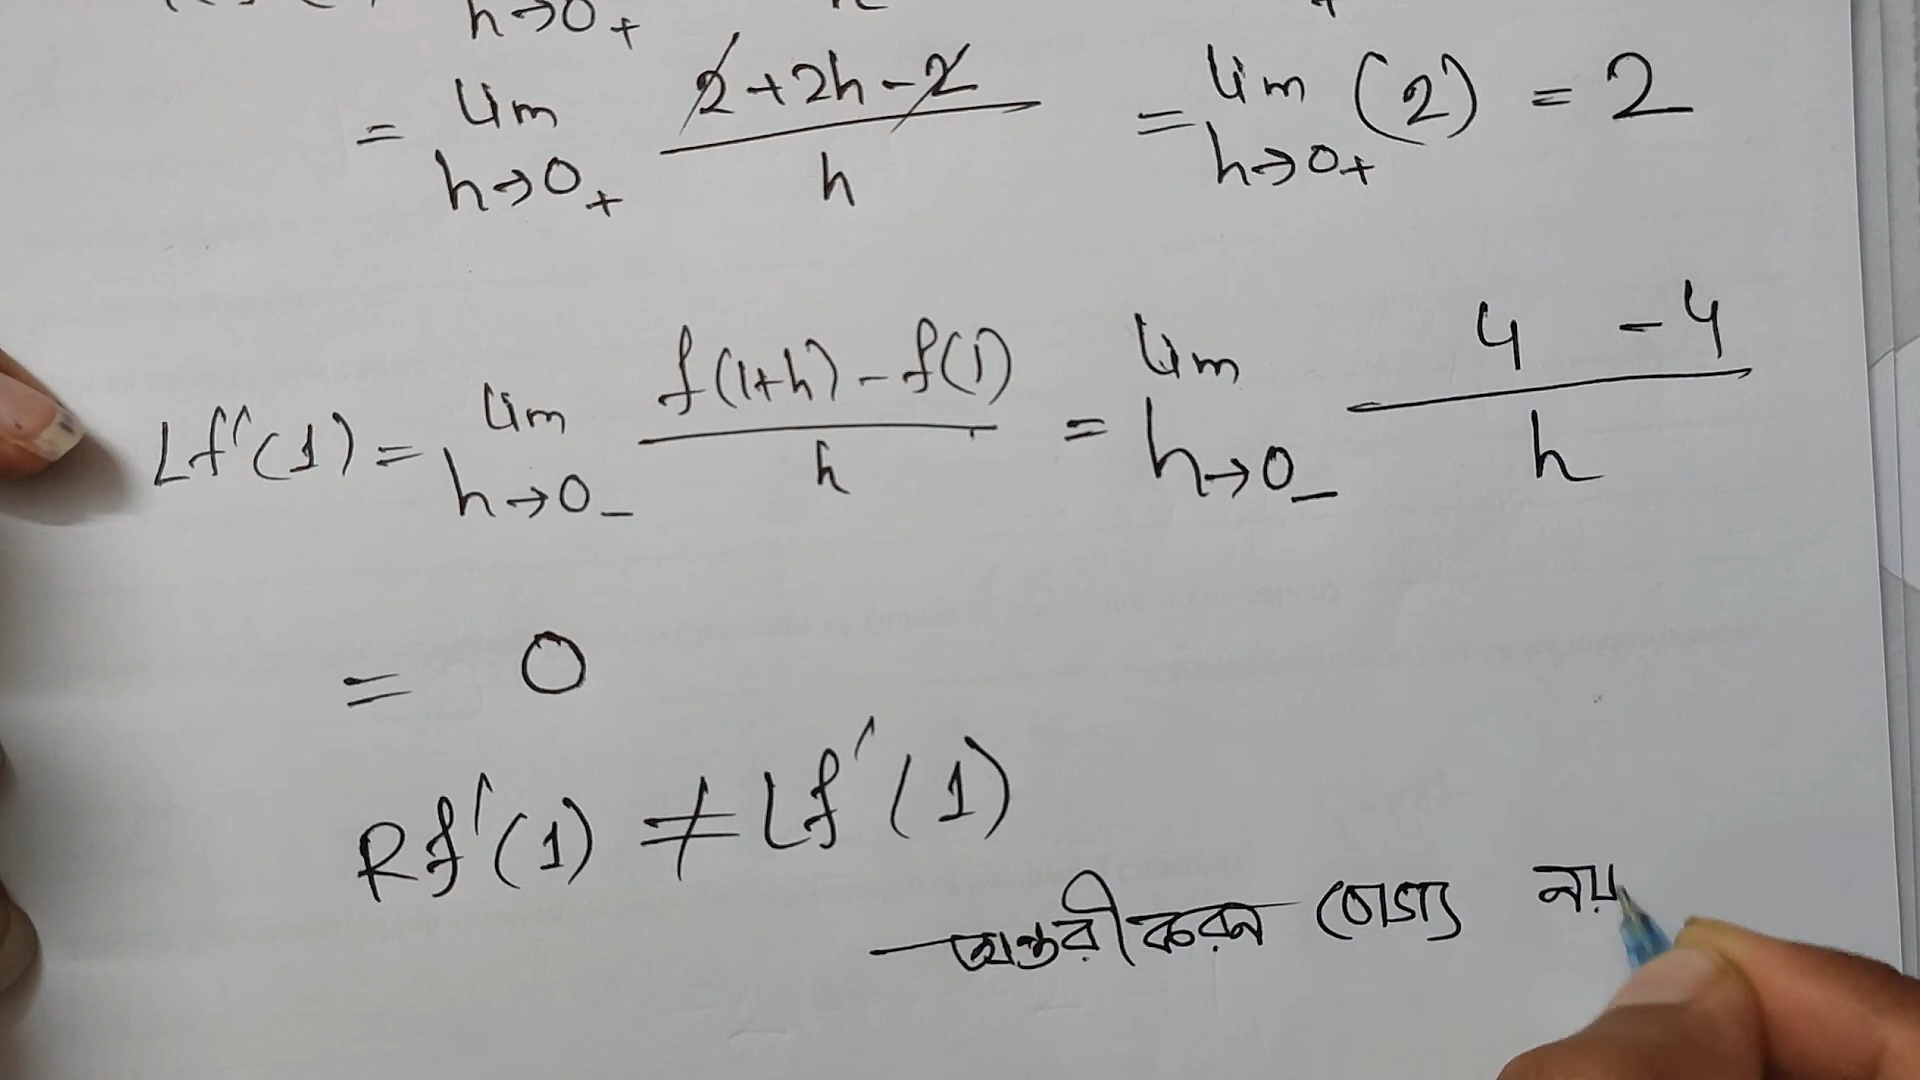 h→0+
= lim h→0+ (2+2h-2)/h = lim h→0+ (2) = 2
Lf'(1) = lim h→0- (f(1+h)-f(1))/h = lim h→0- (4-4)/h
= 0
Rf'(1) ≠ Lf'(1)
অন্তরীকরন যোগ্য নয়